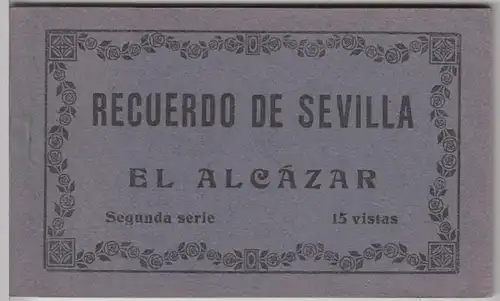 RECUERDO DE SEVILLA
EL ALCÁZAR
Segunda serie 15 vistas